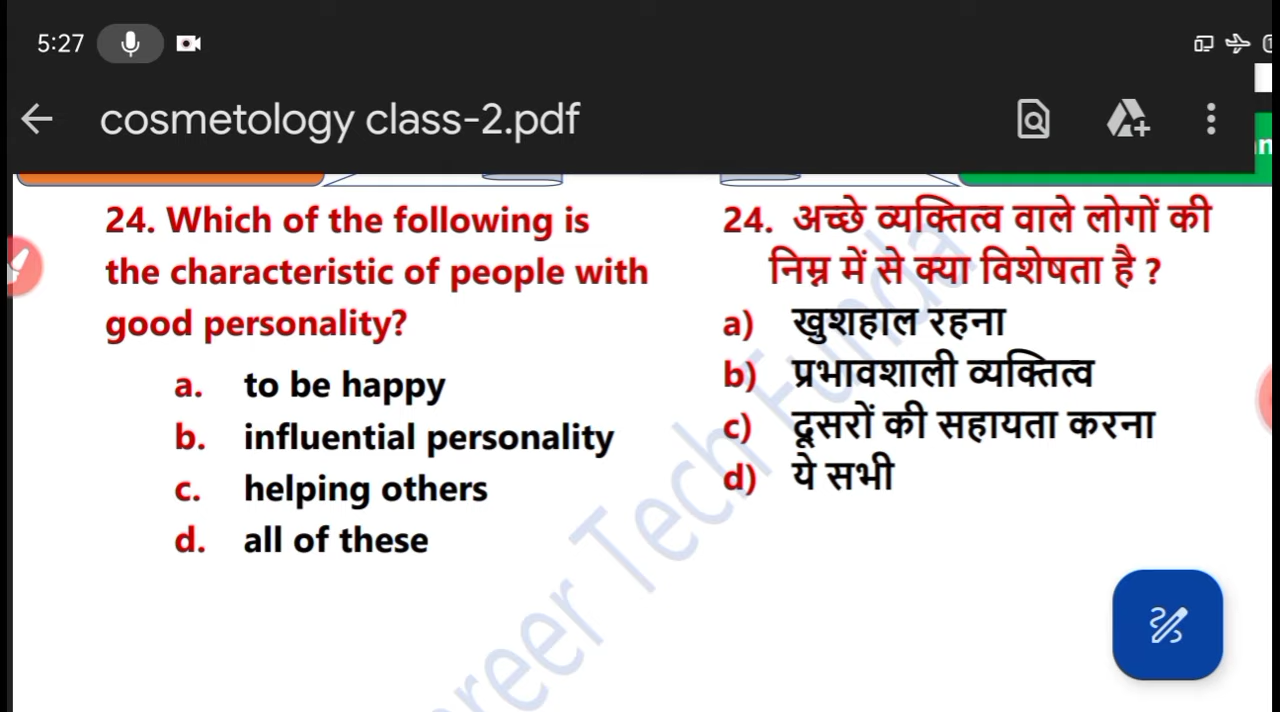 5:27
cosmetology class-2.pdf
24. Which of the following is
the characteristic of people with
good personality?
a. to be happy
b. influential personality
c. helping others
d. all of these
24. अच्छे व्यक्तित्व वाले लोगों की
निम्न में से क्या विशेषता है ?
a) खुशहाल रहना
b) प्रभावशाली व्यक्तित्व
c) दूसरों की सहायता करना
d) ये सभी
Tech Funda